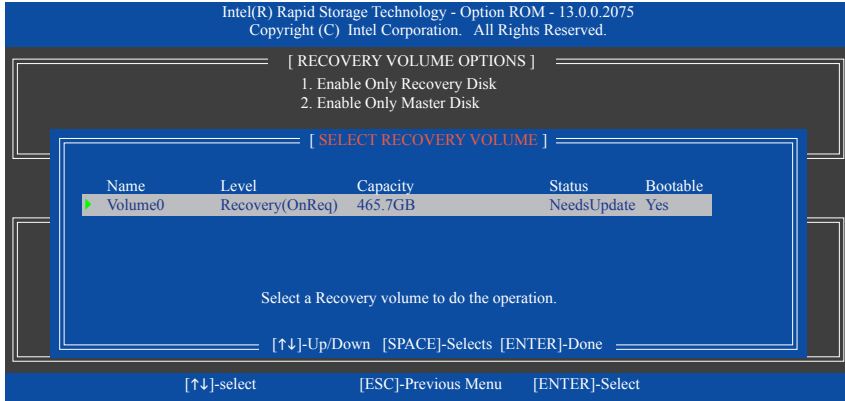 Intel(R) Rapid Storage Technology - Option ROM - 13.0.0.2075
Copyright (C) Intel Corporation. All Rights Reserved.
[ RECOVERY VOLUME OPTIONS ]
1. Enable Only Recovery Disk
2. Enable Only Master Disk
[ SELECT RECOVERY VOLUME ]
Name Level Capacity Status Bootable
Volume0 Recovery(OnReq) 465.7GB NeedsUpdate Yes
Select a Recovery volume to do the operation.
[↑↓]-Up/Down [SPACE]-Selects [ENTER]-Done
[↑↓]-select [ESC]-Previous Menu [ENTER]-Select